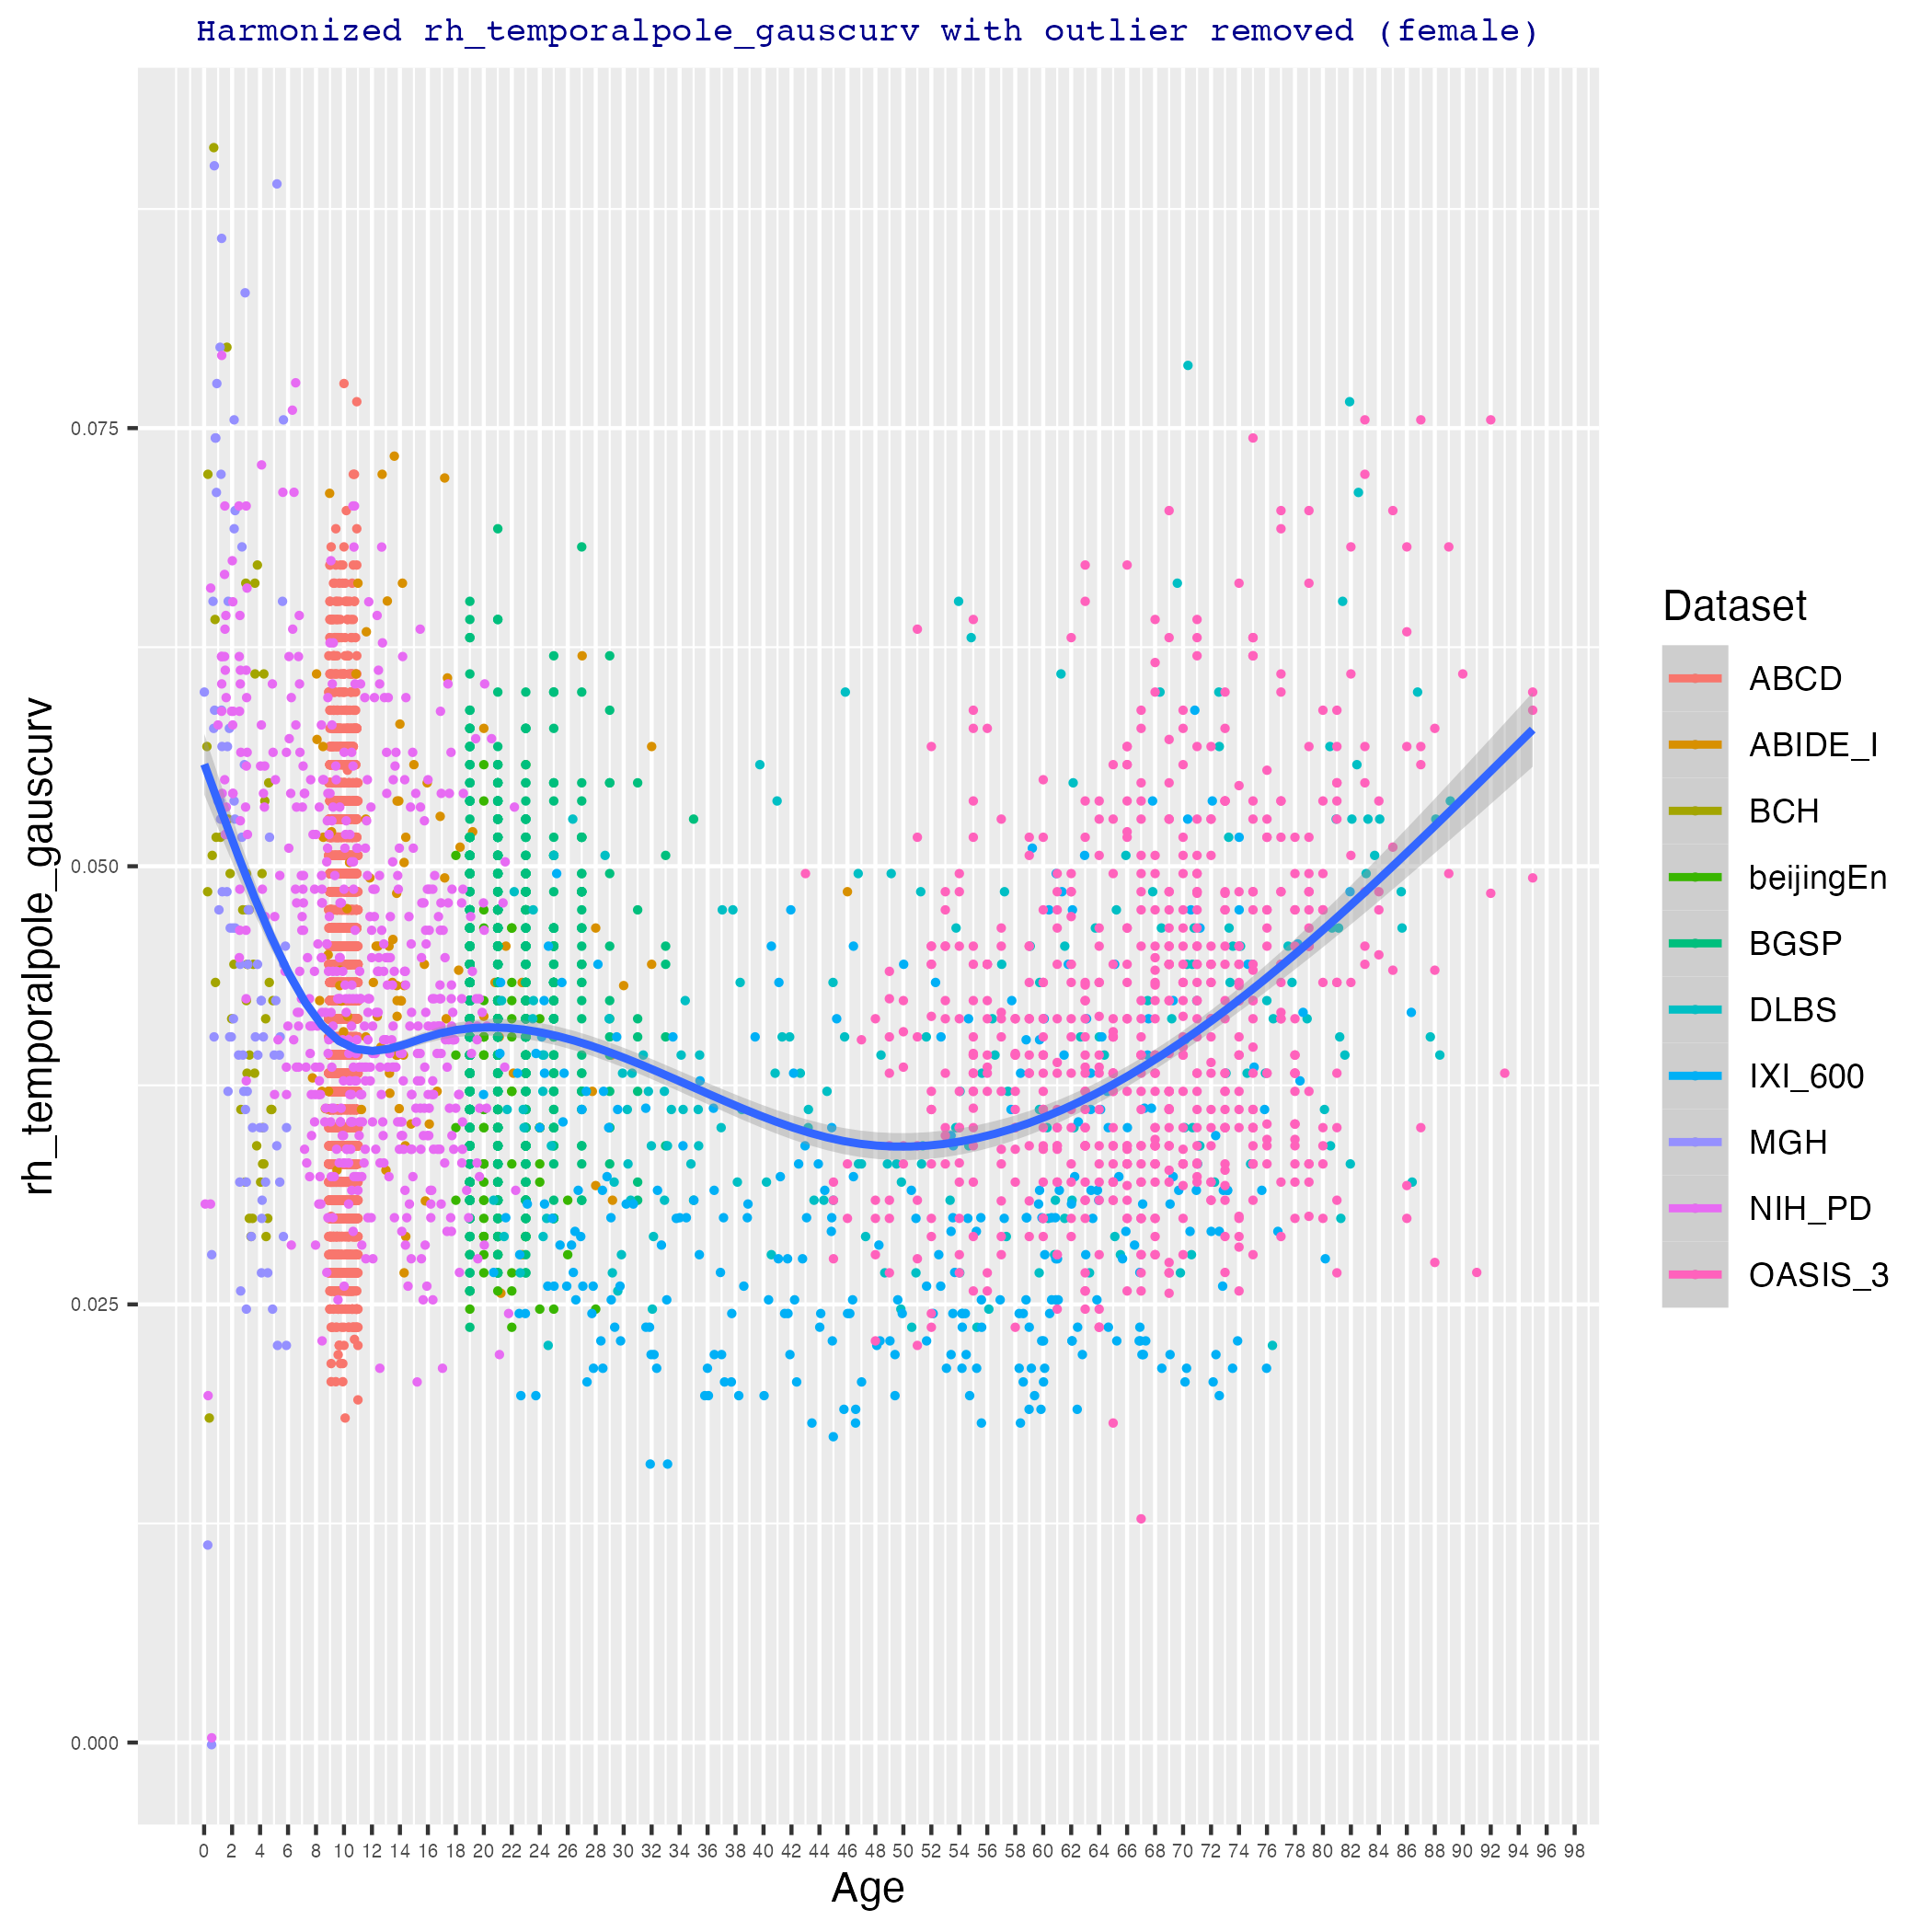 Harmonized rh_temporalpole_gauscurv with outlier removed (female)
rh_temporalpole_gauscurv
0.075
0.050
0.025
0.000
0 2 4 6 8 10 12 14 16 18 20 22 24 26 28 30 32 34 36 38 40 42 44 46 48 50 52 54 56 58 60 62 64 66 68 70 72 74 76 78 80 82 84 86 88 90 92 94 96 98
Age
Dataset
ABCD
ABIDE_I
BCH
beijingEn
BGSP
DLBS
IXI_600
MGH
NIH_PD
OASIS_3